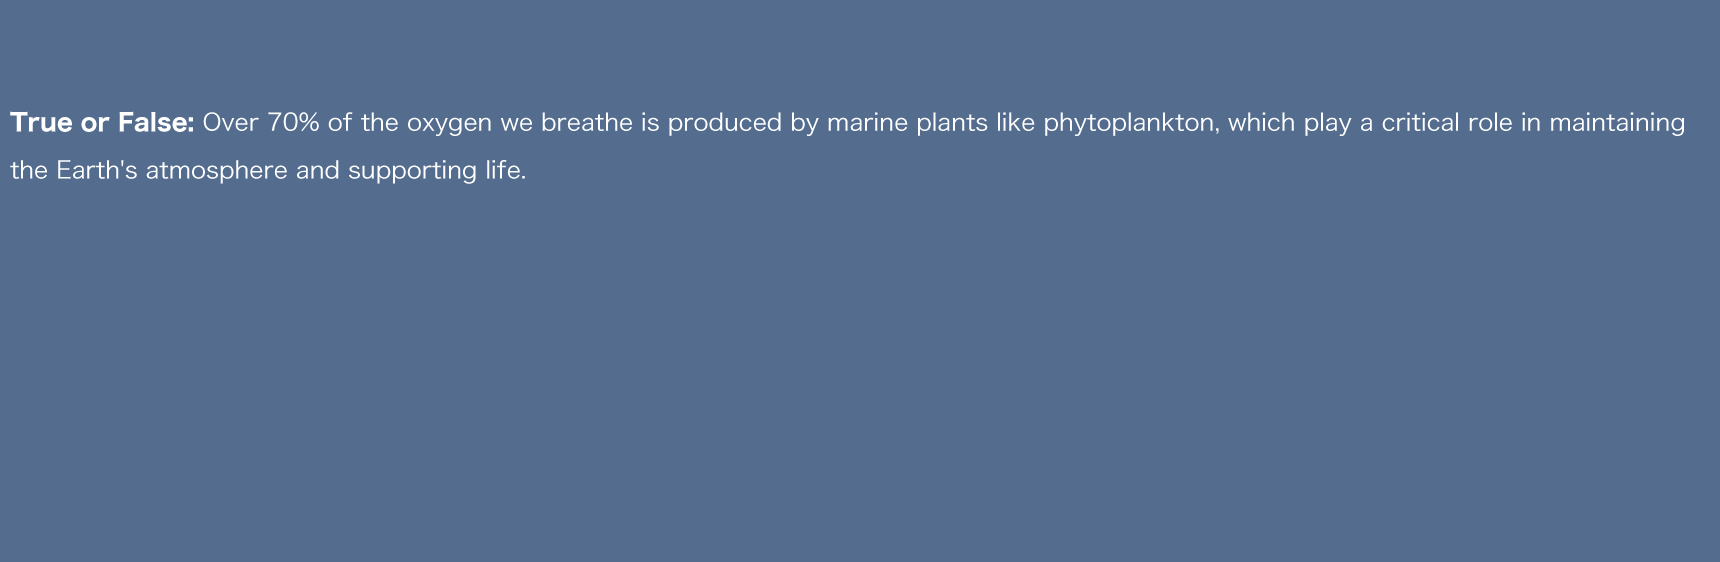 True or False: Over 70% of the oxygen we breathe is produced by marine plants like phytoplankton, which play a critical role in maintaining
the Earth's atmosphere and supporting life.